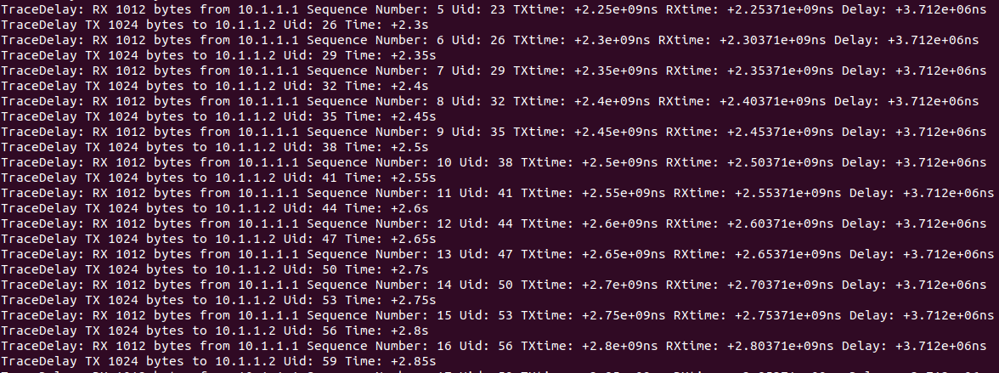 TraceDelay: RX 1012 bytes from 10.1.1.1 Sequence Number: 5 Uid: 23 TXtime: +2.25e+09ns RXtime: +2.25371e+09ns Delay: +3.712e+06ns
TraceDelay TX 1024 bytes to 10.1.1.2 Uid: 26 Time: +2.3s
TraceDelay: RX 1012 bytes from 10.1.1.1 Sequence Number: 6 Uid: 26 TXtime: +2.3e+09ns RXtime: +2.30371e+09ns Delay: +3.712e+06ns
TraceDelay TX 1024 bytes to 10.1.1.2 Uid: 29 Time: +2.35s
TraceDelay: RX 1012 bytes from 10.1.1.1 Sequence Number: 7 Uid: 29 TXtime: +2.35e+09ns RXtime: +2.35371e+09ns Delay: +3.712e+06ns
TraceDelay TX 1024 bytes to 10.1.1.2 Uid: 32 Time: +2.4s
TraceDelay: RX 1012 bytes from 10.1.1.1 Sequence Number: 8 Uid: 32 TXtime: +2.4e+09ns RXtime: +2.40371e+09ns Delay: +3.712e+06ns
TraceDelay TX 1024 bytes to 10.1.1.2 Uid: 35 Time: +2.45s
TraceDelay: RX 1012 bytes from 10.1.1.1 Sequence Number: 9 Uid: 35 TXtime: +2.45e+09ns RXtime: +2.45371e+09ns Delay: +3.712e+06ns
TraceDelay TX 1024 bytes to 10.1.1.2 Uid: 38 Time: +2.5s
TraceDelay: RX 1012 bytes from 10.1.1.1 Sequence Number: 10 Uid: 38 TXtime: +2.5e+09ns RXtime: +2.50371e+09ns Delay: +3.712e+06ns
TraceDelay TX 1024 bytes to 10.1.1.2 Uid: 41 Time: +2.55s
TraceDelay: RX 1012 bytes from 10.1.1.1 Sequence Number: 11 Uid: 41 TXtime: +2.55e+09ns RXtime: +2.55371e+09ns Delay: +3.712e+06ns
TraceDelay TX 1024 bytes to 10.1.1.2 Uid: 44 Time: +2.6s
TraceDelay: RX 1012 bytes from 10.1.1.1 Sequence Number: 12 Uid: 44 TXtime: +2.6e+09ns RXtime: +2.60371e+09ns Delay: +3.712e+06ns
TraceDelay TX 1024 bytes to 10.1.1.2 Uid: 47 Time: +2.65s
TraceDelay: RX 1012 bytes from 10.1.1.1 Sequence Number: 13 Uid: 47 TXtime: +2.65e+09ns RXtime: +2.65371e+09ns Delay: +3.712e+06ns
TraceDelay TX 1024 bytes to 10.1.1.2 Uid: 50 Time: +2.7s
TraceDelay: RX 1012 bytes from 10.1.1.1 Sequence Number: 14 Uid: 50 TXtime: +2.7e+09ns RXtime: +2.70371e+09ns Delay: +3.712e+06ns
TraceDelay TX 1024 bytes to 10.1.1.2 Uid: 53 Time: +2.75s
TraceDelay: RX 1012 bytes from 10.1.1.1 Sequence Number: 15 Uid: 53 TXtime: +2.75e+09ns RXtime: +2.75371e+09ns Delay: +3.712e+06ns
TraceDelay TX 1024 bytes to 10.1.1.2 Uid: 56 Time: +2.8s
TraceDelay: RX 1012 bytes from 10.1.1.1 Sequence Number: 16 Uid: 56 TXtime: +2.8e+09ns RXtime: +2.80371e+09ns Delay: +3.712e+06ns
TraceDelay TX 1024 bytes to 10.1.1.2 Uid: 59 Time: +2.85s